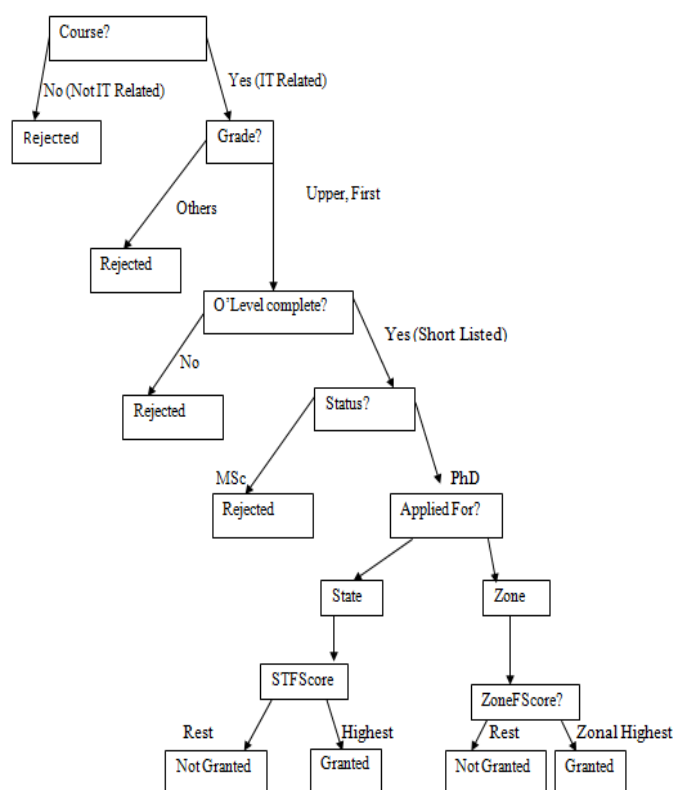 Course?
No (Not IT Related)
Yes (IT Related)
Rejected
Grade?
Others
Upper, First
Rejected
O'Level complete?
Yes (Short Listed)
No
Rejected
Status?
MSc
PhD
Rejected
Applied For?
State
Zone
STFScore
ZoneFScore?
Rest
Highest
Rest
Zonal Highest
Not Granted
Granted
Not Granted
Granted